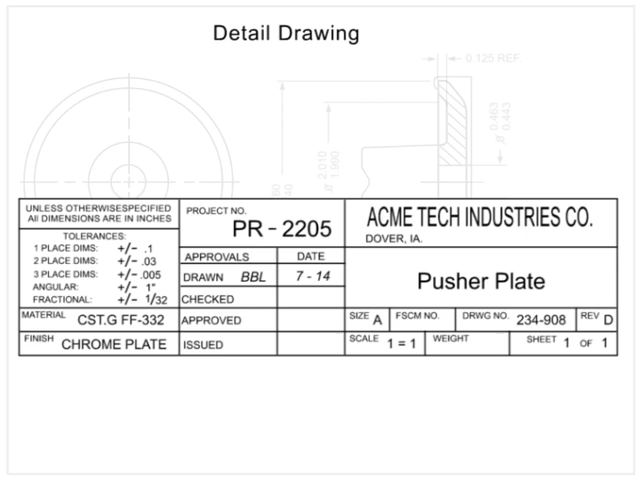 Detail Drawing
0.125 REF.
0.463
0.443
ø
2.010
1.990
ø
60
40
UNLESS OTHERWISESPECIFIED
All DIMENSIONS ARE IN INCHES
TOLERANCES:
1 PLACE DIMS: +/- .1
2 PLACE DIMS: +/- .03
3 PLACE DIMS: +/- .005
ANGULAR: +/- 1"
FRACTIONAL: +/- 1/32
MATERIAL CST.G FF-332
FINISH CHROME PLATE
PROJECT NO.
PR - 2205
APPROVALS DATE
DRAWN BBL 7 - 14
CHECKED
APPROVED
ISSUED
ACME TECH INDUSTRIES CO.
DOVER, IA.
Pusher Plate
SIZE A FSCM NO. DRWG NO. 234-908 REV D
SCALE 1 = 1 WEIGHT SHEET 1 OF 1